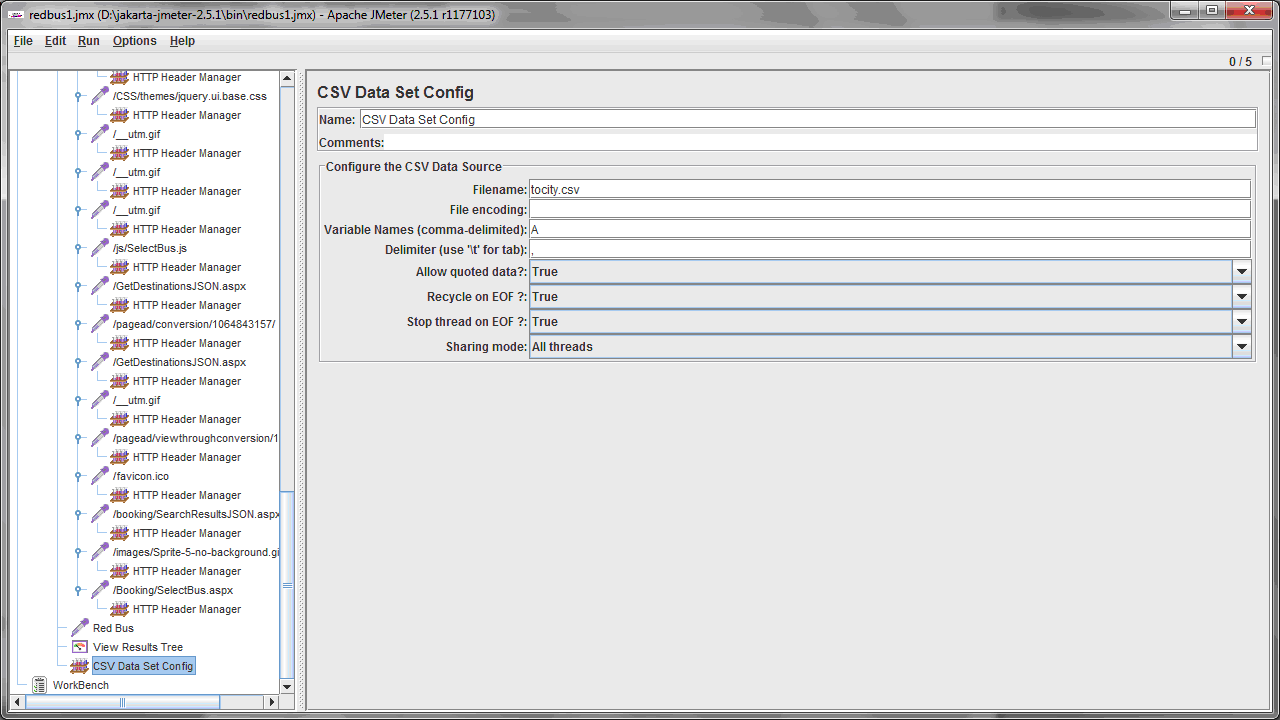 redbus1.jmx (D:\jakarta-jmeter-2.5.1\bin\redbus1.jmx) - Apache JMeter (2.5.1 r1177103)
File Edit Run Options Help
0 / 5
HTTP Header Manager
/CSS/themes/jquery.ui.base.css
HTTP Header Manager
/__utm.gif
HTTP Header Manager
/__utm.gif
HTTP Header Manager
/__utm.gif
HTTP Header Manager
/js/SelectBus.js
HTTP Header Manager
/GetDestinationsJSON.aspx
HTTP Header Manager
/pagead/conversion/1064843157/
HTTP Header Manager
/GetDestinationsJSON.aspx
HTTP Header Manager
/__utm.gif
HTTP Header Manager
/pagead/viewthroughconversion/1
HTTP Header Manager
/favicon.ico
HTTP Header Manager
/booking/SearchResultsJSON.aspx
HTTP Header Manager
/images/Sprite-5-no-background.gi
HTTP Header Manager
/Booking/SelectBus.aspx
HTTP Header Manager
Red Bus
View Results Tree
CSV Data Set Config
WorkBench
CSV Data Set Config
Name: CSV Data Set Config
Comments:
Configure the CSV Data Source
Filename: tocity.csv
File encoding:
Variable Names (comma-delimited): A
Delimiter (use '\t' for tab): ,
Allow quoted data?: True
Recycle on EOF ?: True
Stop thread on EOF ?: True
Sharing mode: All threads